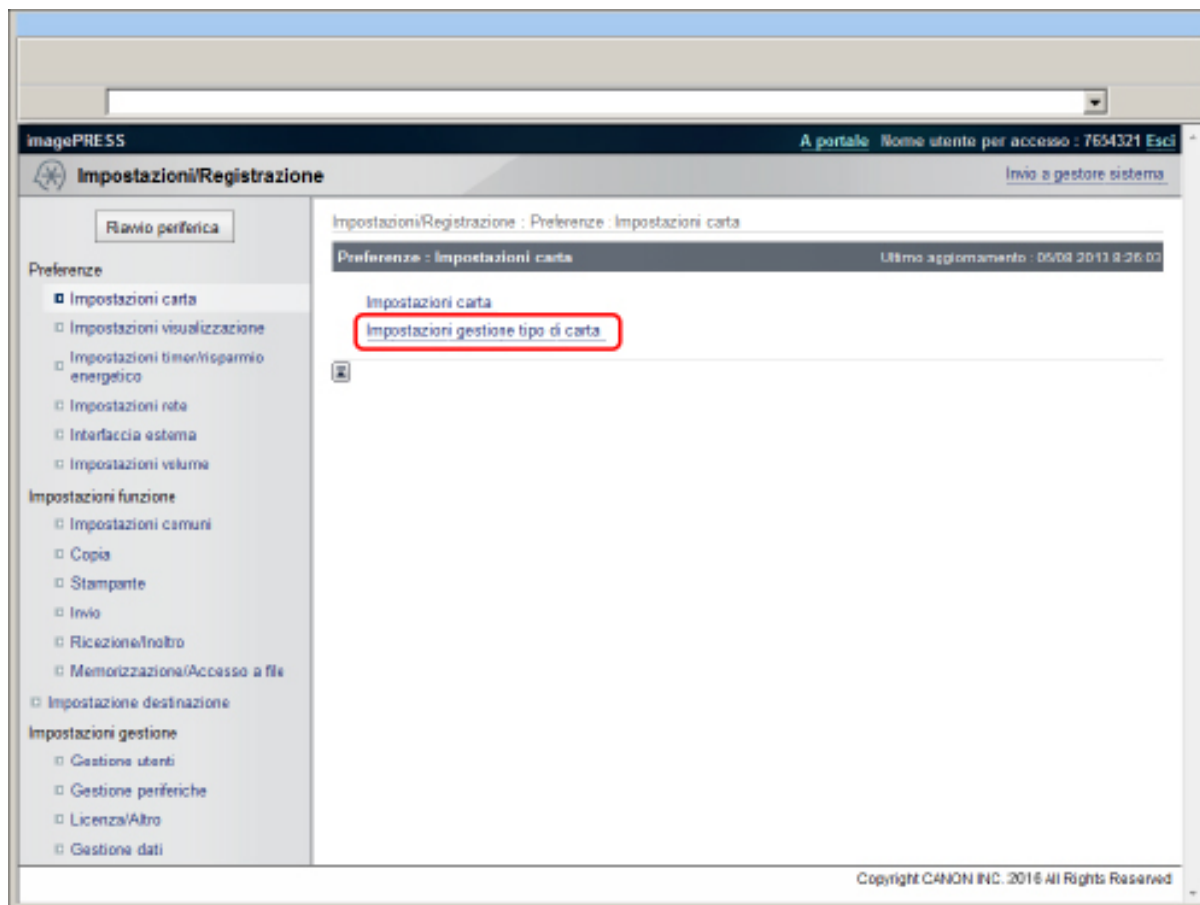 imagePRESS
A portale Nome utente per accesso : 7654321 Esci
Impostazioni/Registrazione
Invio a gestore sistema
Riavvio periferica
Preferenze
Impostazioni carta
Impostazioni visualizzazione
Impostazioni timer/risparmio
energetico
Impostazioni rete
Interfaccia esterna
Impostazioni volume
Impostazioni funzione
Impostazioni comuni
Copia
Stampante
Invio
Ricezione/Inoltro
Memorizzazione/Accesso a file
Impostazione destinazione
Impostazioni gestione
Gestione utenti
Gestione periferiche
Licenza/Altro
Gestione dati
Impostazioni/Registrazione : Preferenze : Impostazioni carta
Preferenze : Impostazioni carta
Ultimo aggiornamento : 2013 8:26:03
Impostazioni carta
Impostazioni gestione tipo di carta
Copyright CANON INC. 2016 All Rights Reserved